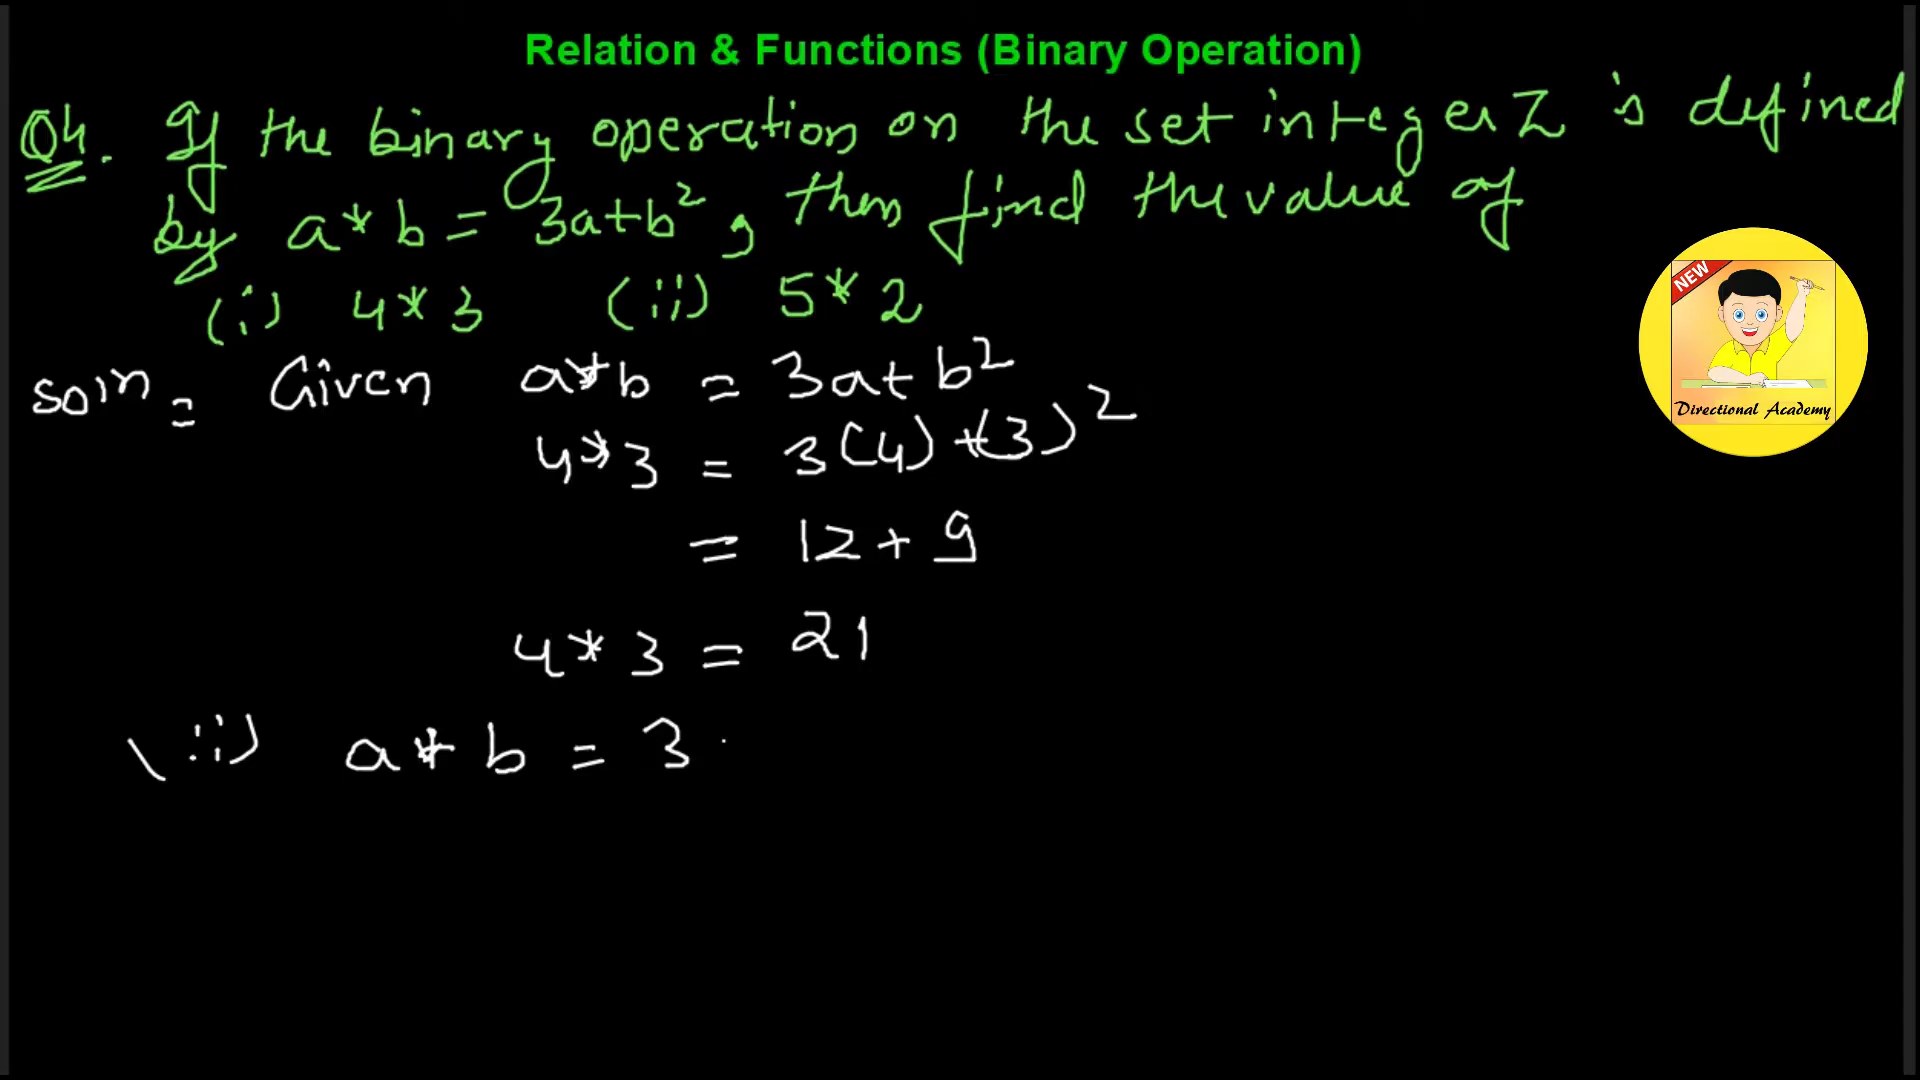 Relation & Functions (Binary Operation)
Q4. If the binary operation on the set integer Z is defined
by a*b = 3a+b², then find the value of
(i) 4*3 (ii) 5*2
NEW
Directional Academy
Soln= Given a*b = 3a+b²
4*3 = 3(4)+(3)²
= 12+9
4*3 = 21
(ii) a*b = 3